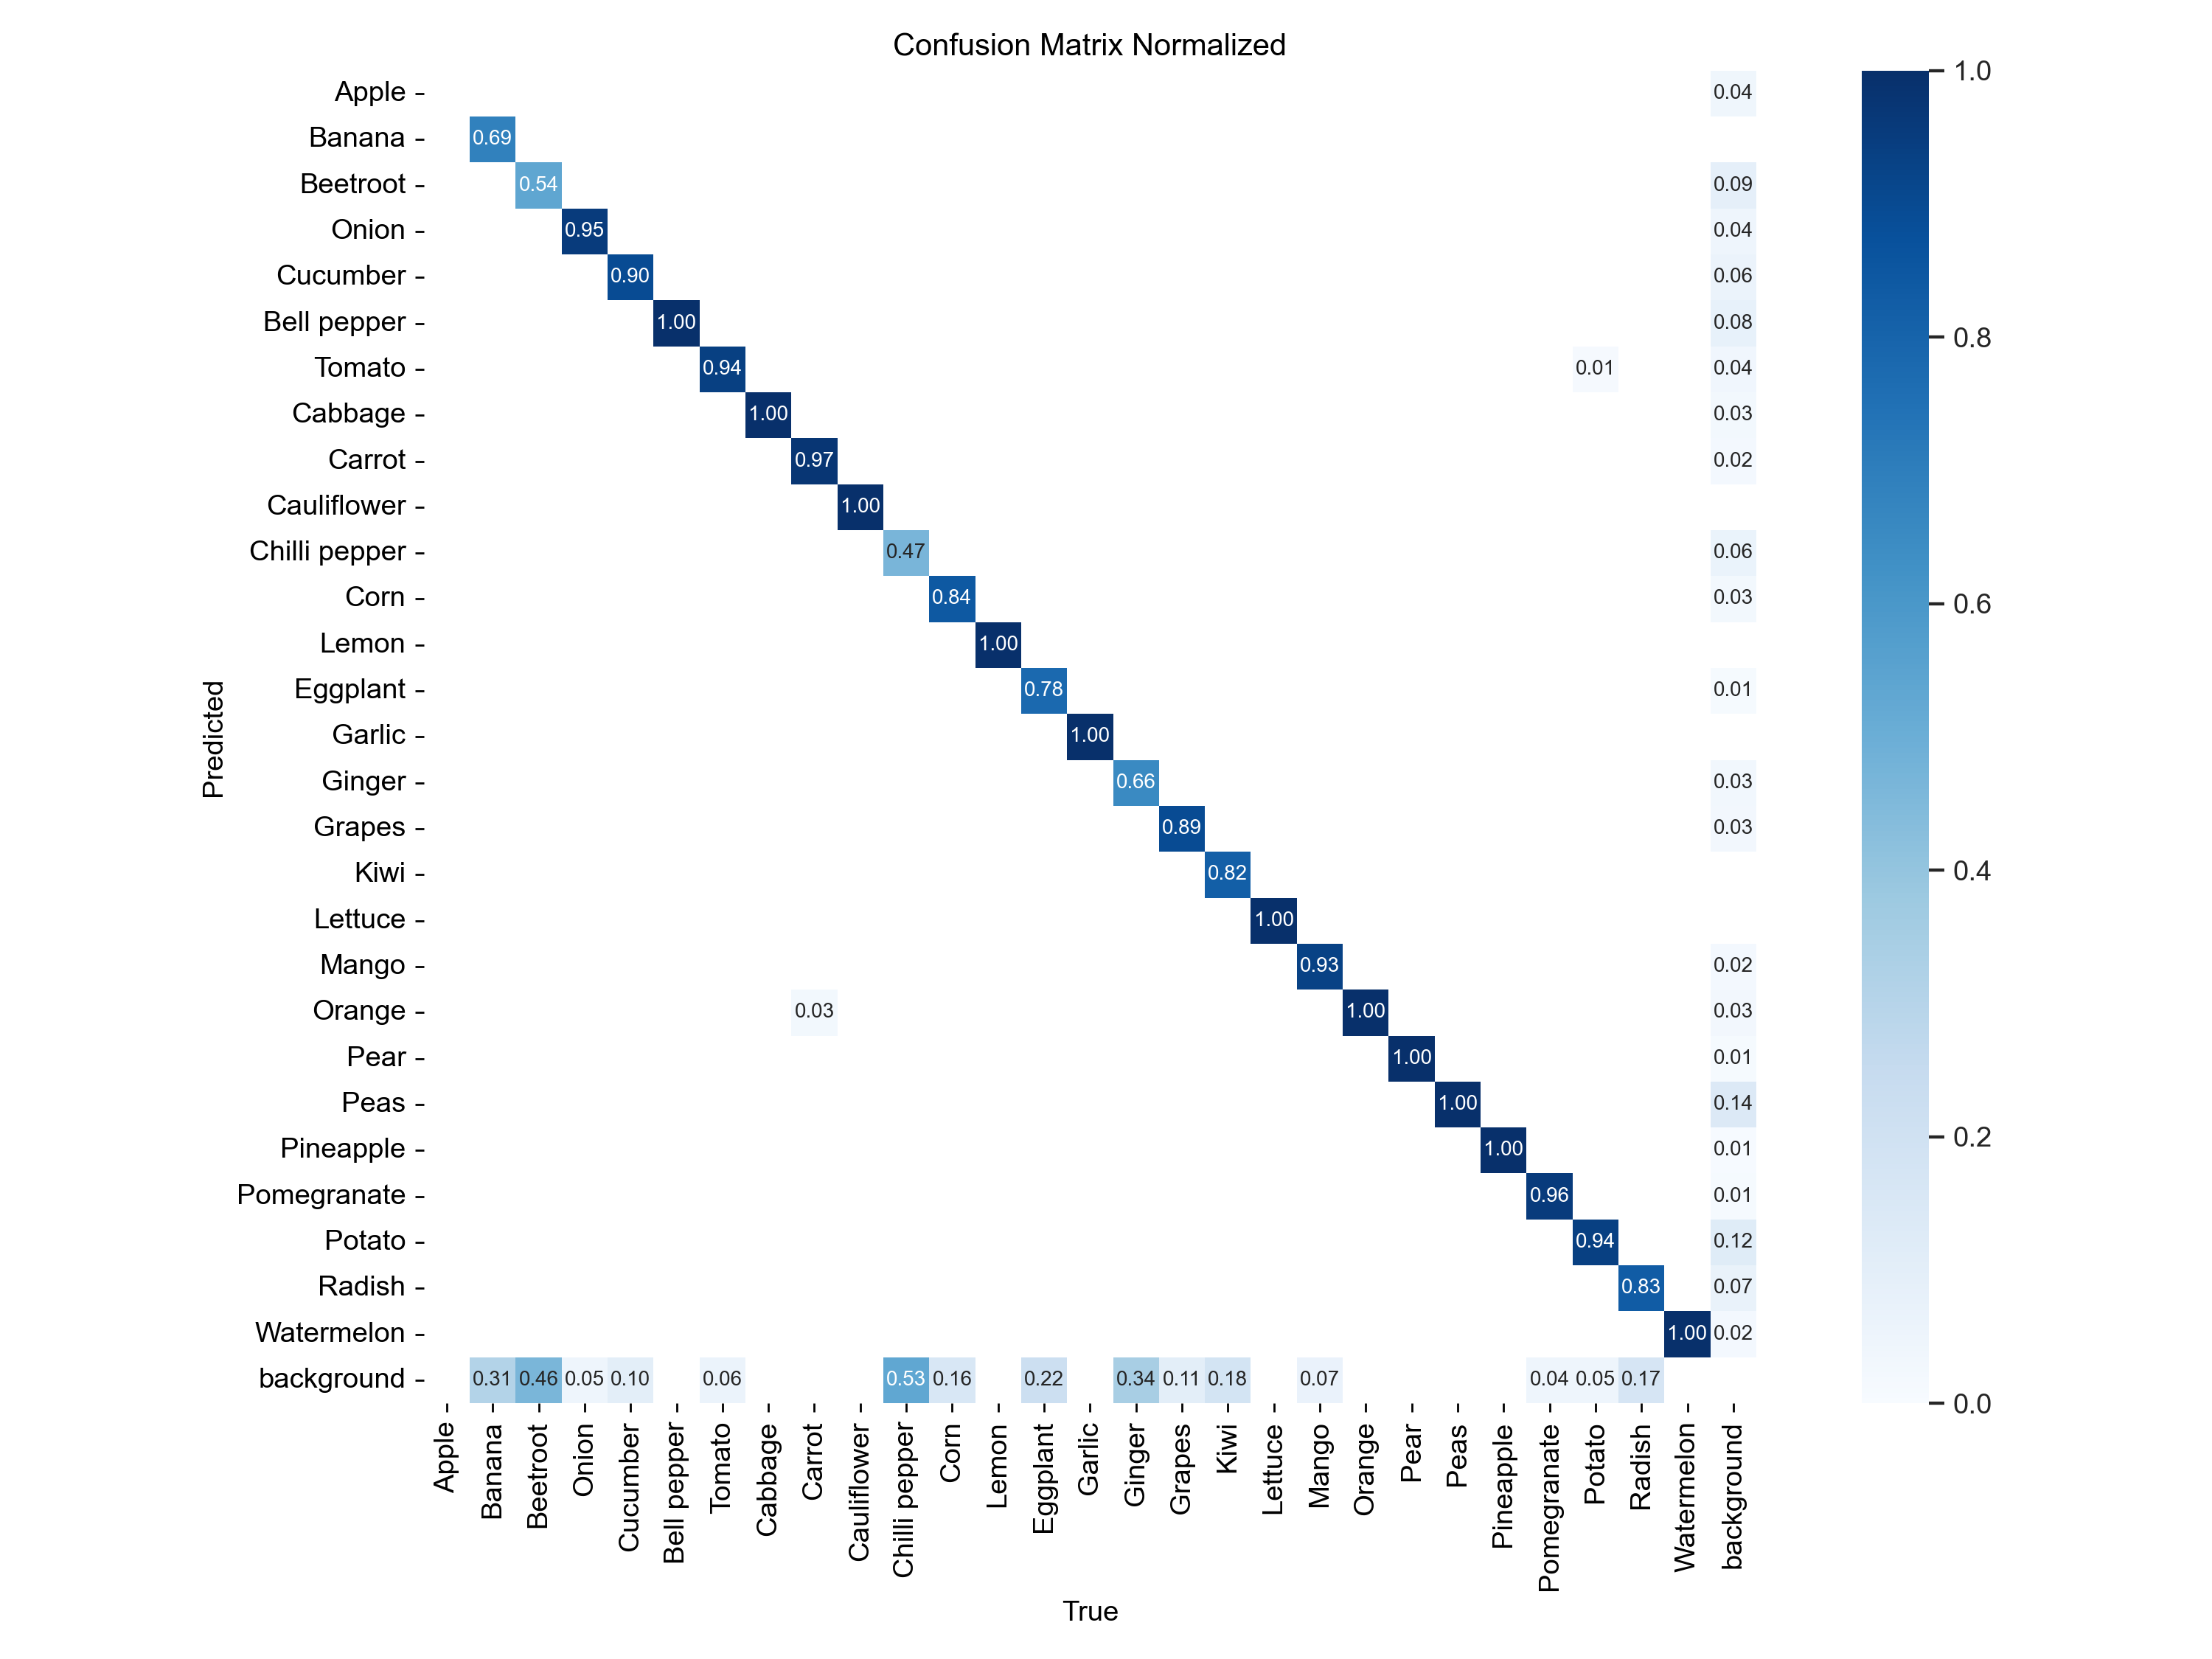 Confusion Matrix Normalized
Apple 0.04
Banana 0.69
Beetroot 0.54 0.09
Onion 0.95 0.04
Cucumber 0.90 0.06
Bell pepper 1.00 0.08
Tomato 0.94 0.01 0.04
Cabbage 1.00 0.03
Carrot 0.97 0.02
Cauliflower 1.00
Chilli pepper 0.47 0.06
Corn 0.84 0.03
Lemon 1.00
Eggplant 0.78 0.01
Garlic 1.00
Ginger 0.66 0.03
Grapes 0.89 0.03
Kiwi 0.82
Lettuce 1.00
Mango 0.93 0.02
Orange 0.03 1.00 0.03
Pear 1.00 0.01
Peas 1.00 0.14
Pineapple 1.00 0.01
Pomegranate 0.96 0.01
Potato 0.94 0.12
Radish 0.83 0.07
Watermelon 1.00 0.02
background 0.31 0.46 0.05 0.10 0.06 0.53 0.16 0.22 0.34 0.11 0.18 0.07 0.04 0.05 0.17
Predicted
Apple
Banana
Beetroot
Onion
Cucumber
Bell pepper
Tomato
Cabbage
Carrot
Cauliflower
Chilli pepper
Corn
Lemon
Eggplant
Garlic
Ginger
Grapes
Kiwi
Lettuce
Mango
Orange
Pear
Peas
Pineapple
Pomegranate
Potato
Radish
Watermelon
background
True
1.0
0.8
0.6
0.4
0.2
0.0